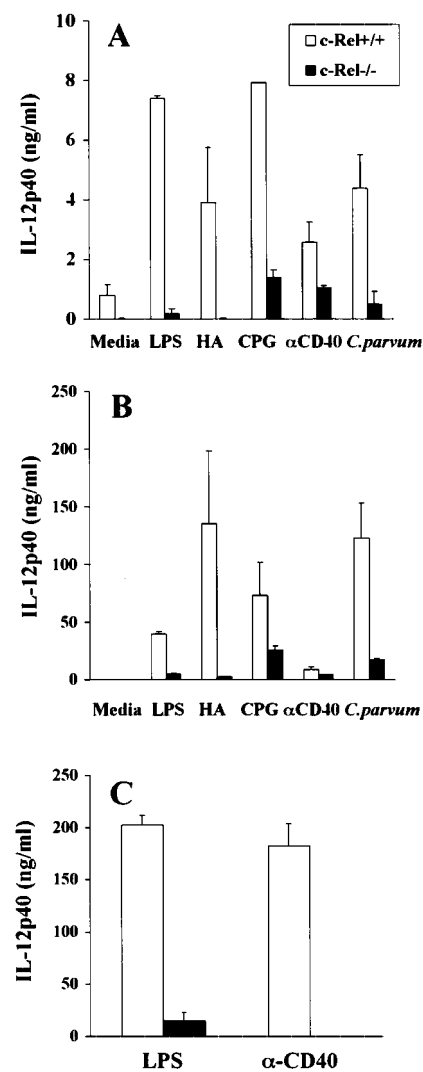 A
c-Rel+/+
c-Rel-/-
IL-12p40 (ng/ml)
10
8
6
4
2
0
Media LPS HA CPG αCD40 C.parvum
B
IL-12p40 (ng/ml)
250
200
150
100
50
0
Media LPS HA CPG αCD40 C.parvum
C
IL-12p40 (ng/ml)
250
200
150
100
50
0
LPS α-CD40